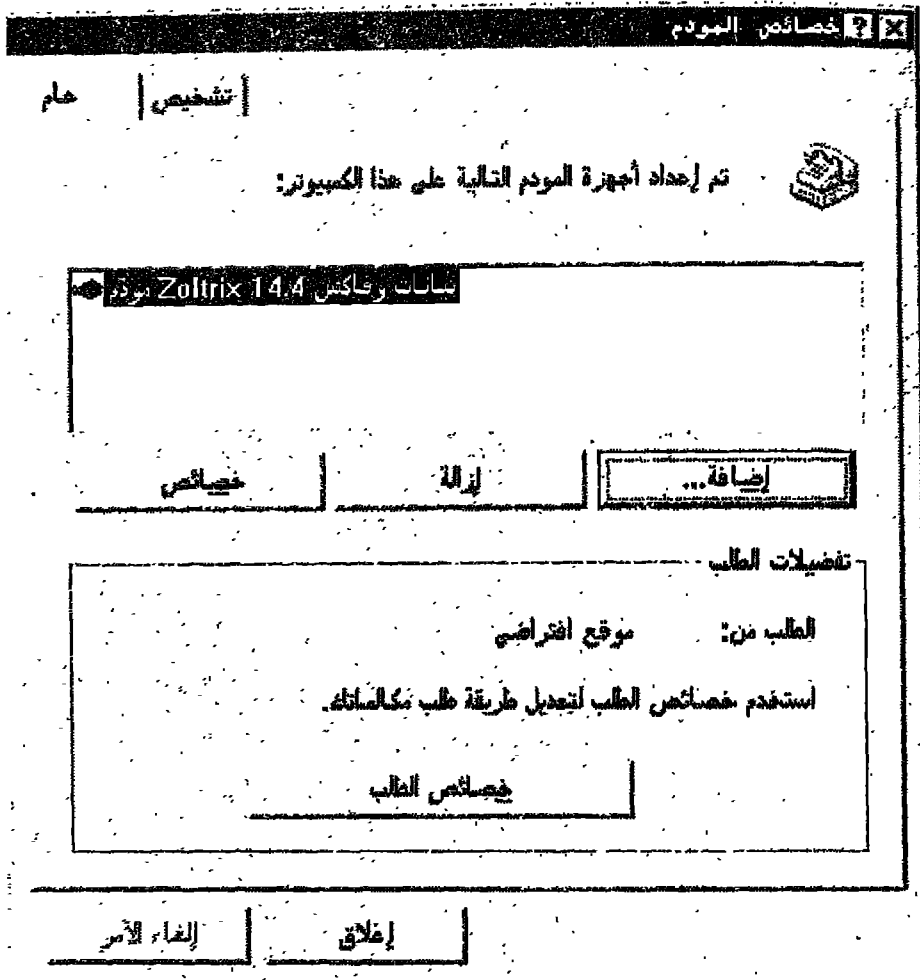 خصائص المودم
عام تشخيص
تم إعداد أجهزة المودم التالية على هذا الكمبيوتر:
مودم Zoltrix 14.4 بيانات وفاكس
إضافة... إزالة خصائص
تفضيلات الطلب
الطلب من: موقع افتراضي
استخدم خصائص الطلب لتعديل طريقة طلب مكالماتك.
خصائص الطلب
إغلاق إلغاء الأمر